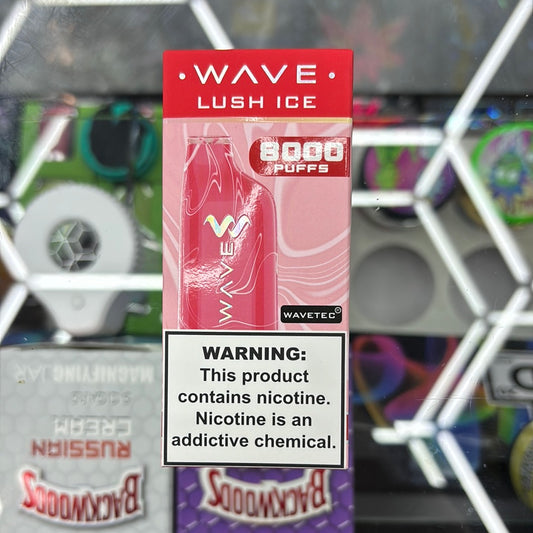 • WAVE •
LUSH ICE
8000
PUFFS
WAVE
WAVETEC
WARNING:
This product
contains nicotine.
Nicotine is an
addictive chemical.
MAGNIFYING JAR
RUSSIAN
CREAM
BACKWOODS
BACKWOODS